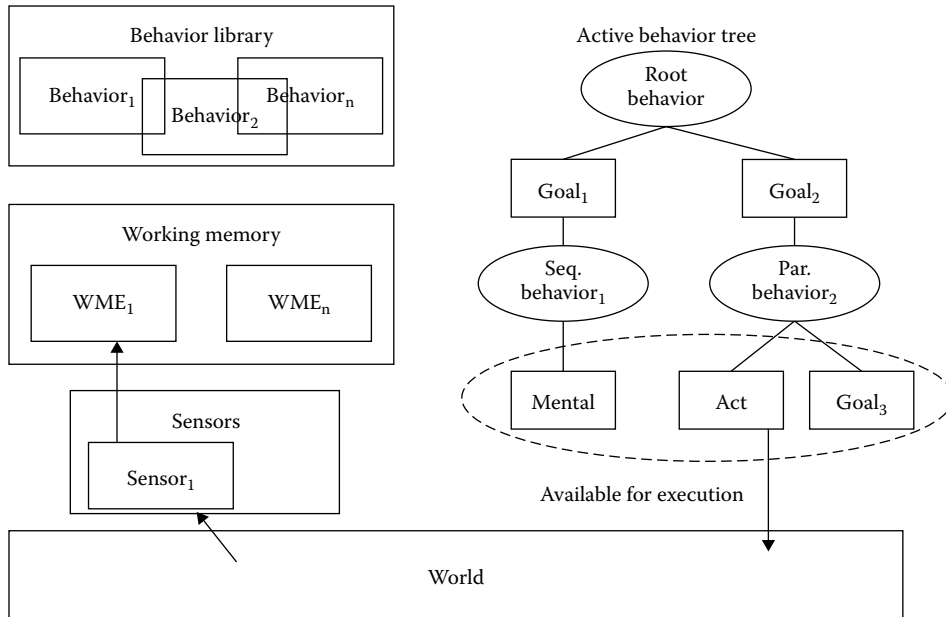 Behavior library
Behavior₁
Behavior₂
Behaviorₙ
Working memory
WME₁
WMEₙ
Sensors
Sensor₁
Active behavior tree
Root
behavior
Goal₁
Goal₂
Seq.
behavior₁
Par.
behavior₂
Mental
Act
Goal₃
Available for execution
World